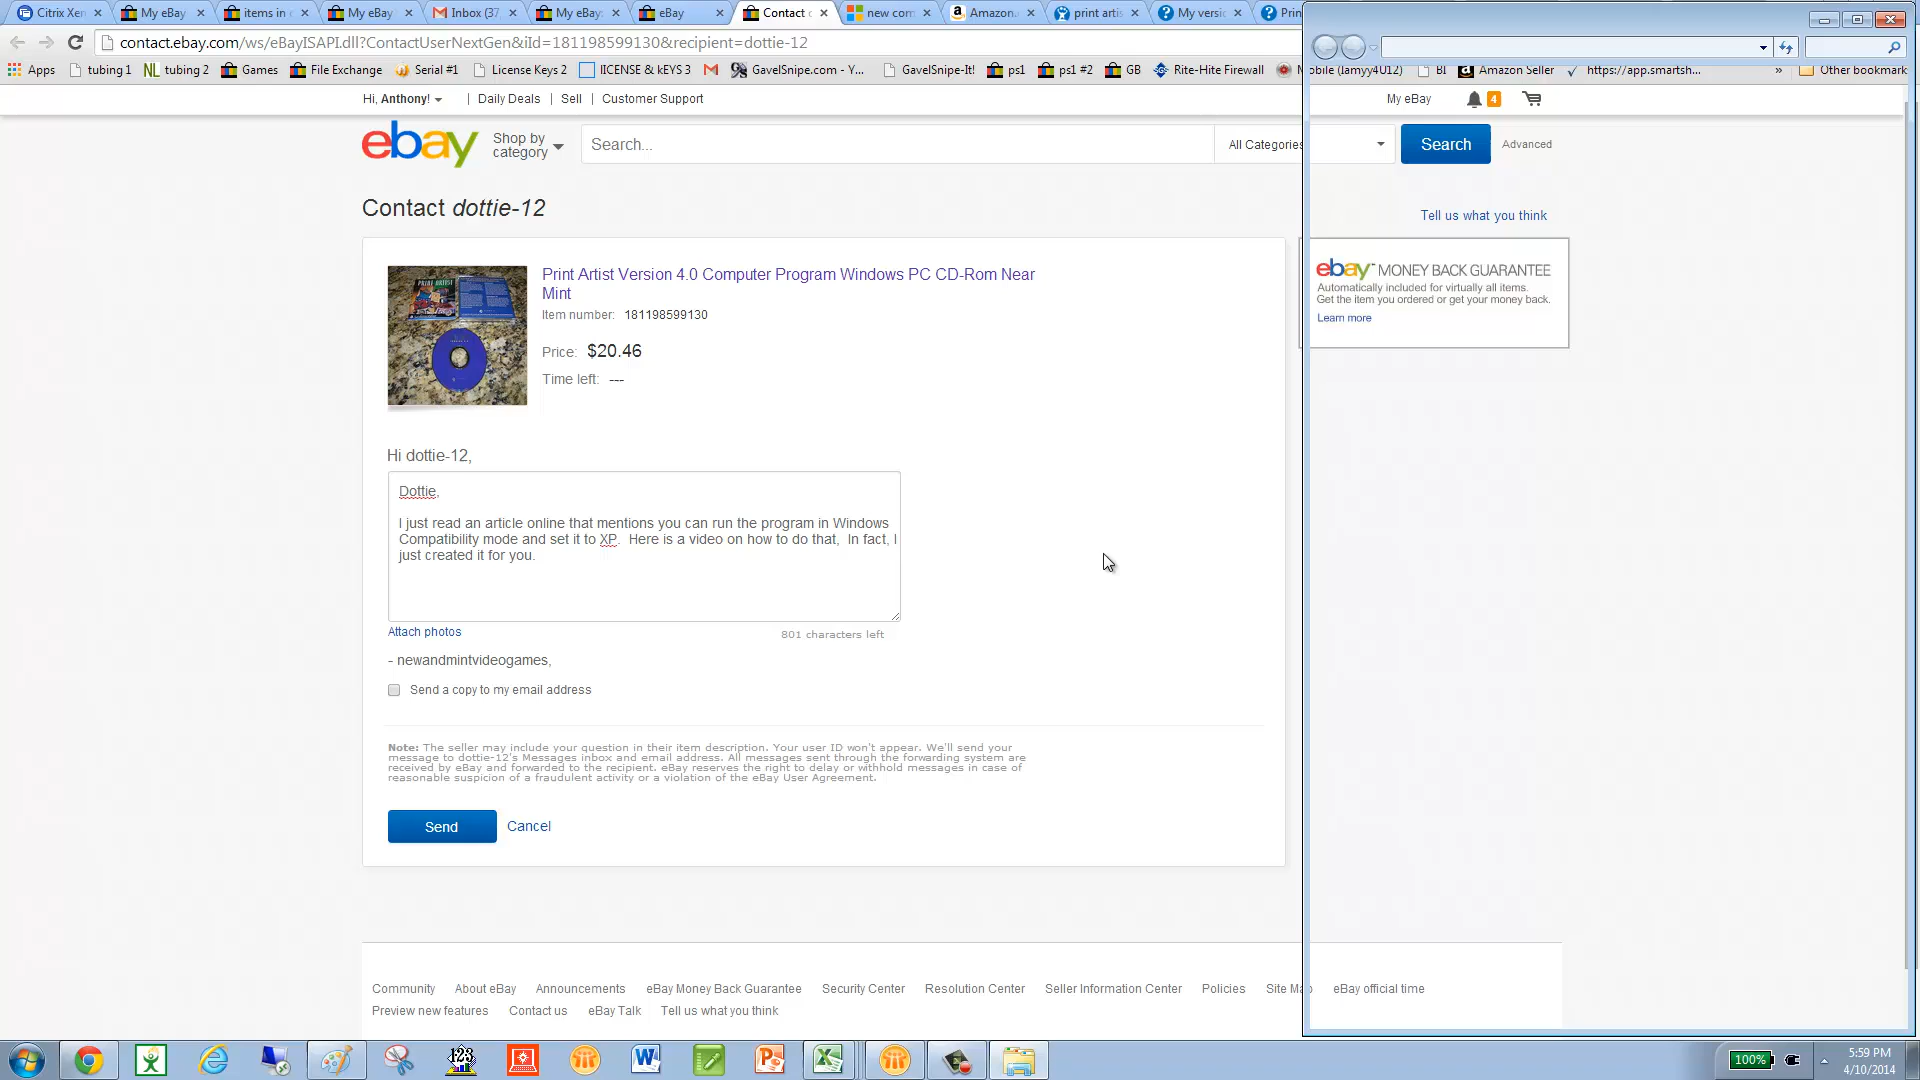 Citrix Xen
My eBay
items in
My eBay
Inbox (37,
My eBay:
eBay
Contact
new com
Amazon.
print artis
My versio
Prin
contact.ebay.com/ws/eBayISAPI.dll?ContactUserNextGen&iId=181198599130&recipient=dottie-12
Apps
tubing 1
NL tubing 2
Games
File Exchange
Serial #1
License Keys 2
lICENSE & kEYS 3
GavelSnipe.com - Y...
GavelSnipe-It!
ps1
ps1 #2
GB
Rite-Hite Firewall
Mobile (lamyy4012)
BI
Amazon Seller
https://app.smartsh...
»
Other bookmark
Hi, Anthony!
Daily Deals
Sell
Customer Support
My eBay
4
ebay
Shop by
category
Search...
All Categories
Search
Advanced
Contact dottie-12
Tell us what you think
Print Artist Version 4.0 Computer Program Windows PC CD-Rom Near
Mint
Item number: 181198599130
Price: $20.46
Time left: ---
ebay MONEY BACK GUARANTEE
Automatically included for virtually all items.
Get the item you ordered or get your money back.
Learn more
PRINT ARTIST
Hi dottie-12,
Dottie,
I just read an article online that mentions you can run the program in Windows
Compatibility mode and set it to XP.  Here is a video on how to do that,  In fact, I
just created it for you.
Attach photos
801 characters left
- newandmintvideogames,
Send a copy to my email address
Note: The seller may include your question in their item description. Your user ID won't appear. We'll send your
message to dottie-12's Messages inbox and email address. All messages sent through the forwarding system are
received by eBay and forwarded to the recipient. eBay reserves the right to delay or withhold messages in case of
reasonable suspicion of a fraudulent activity or a violation of the eBay User Agreement.
Send
Cancel
Community
About eBay
Announcements
eBay Money Back Guarantee
Security Center
Resolution Center
Seller Information Center
Policies
Site Map
eBay official time
Preview new features
Contact us
eBay Talk
Tell us what you think
123
100%
5:59 PM
4/10/2014